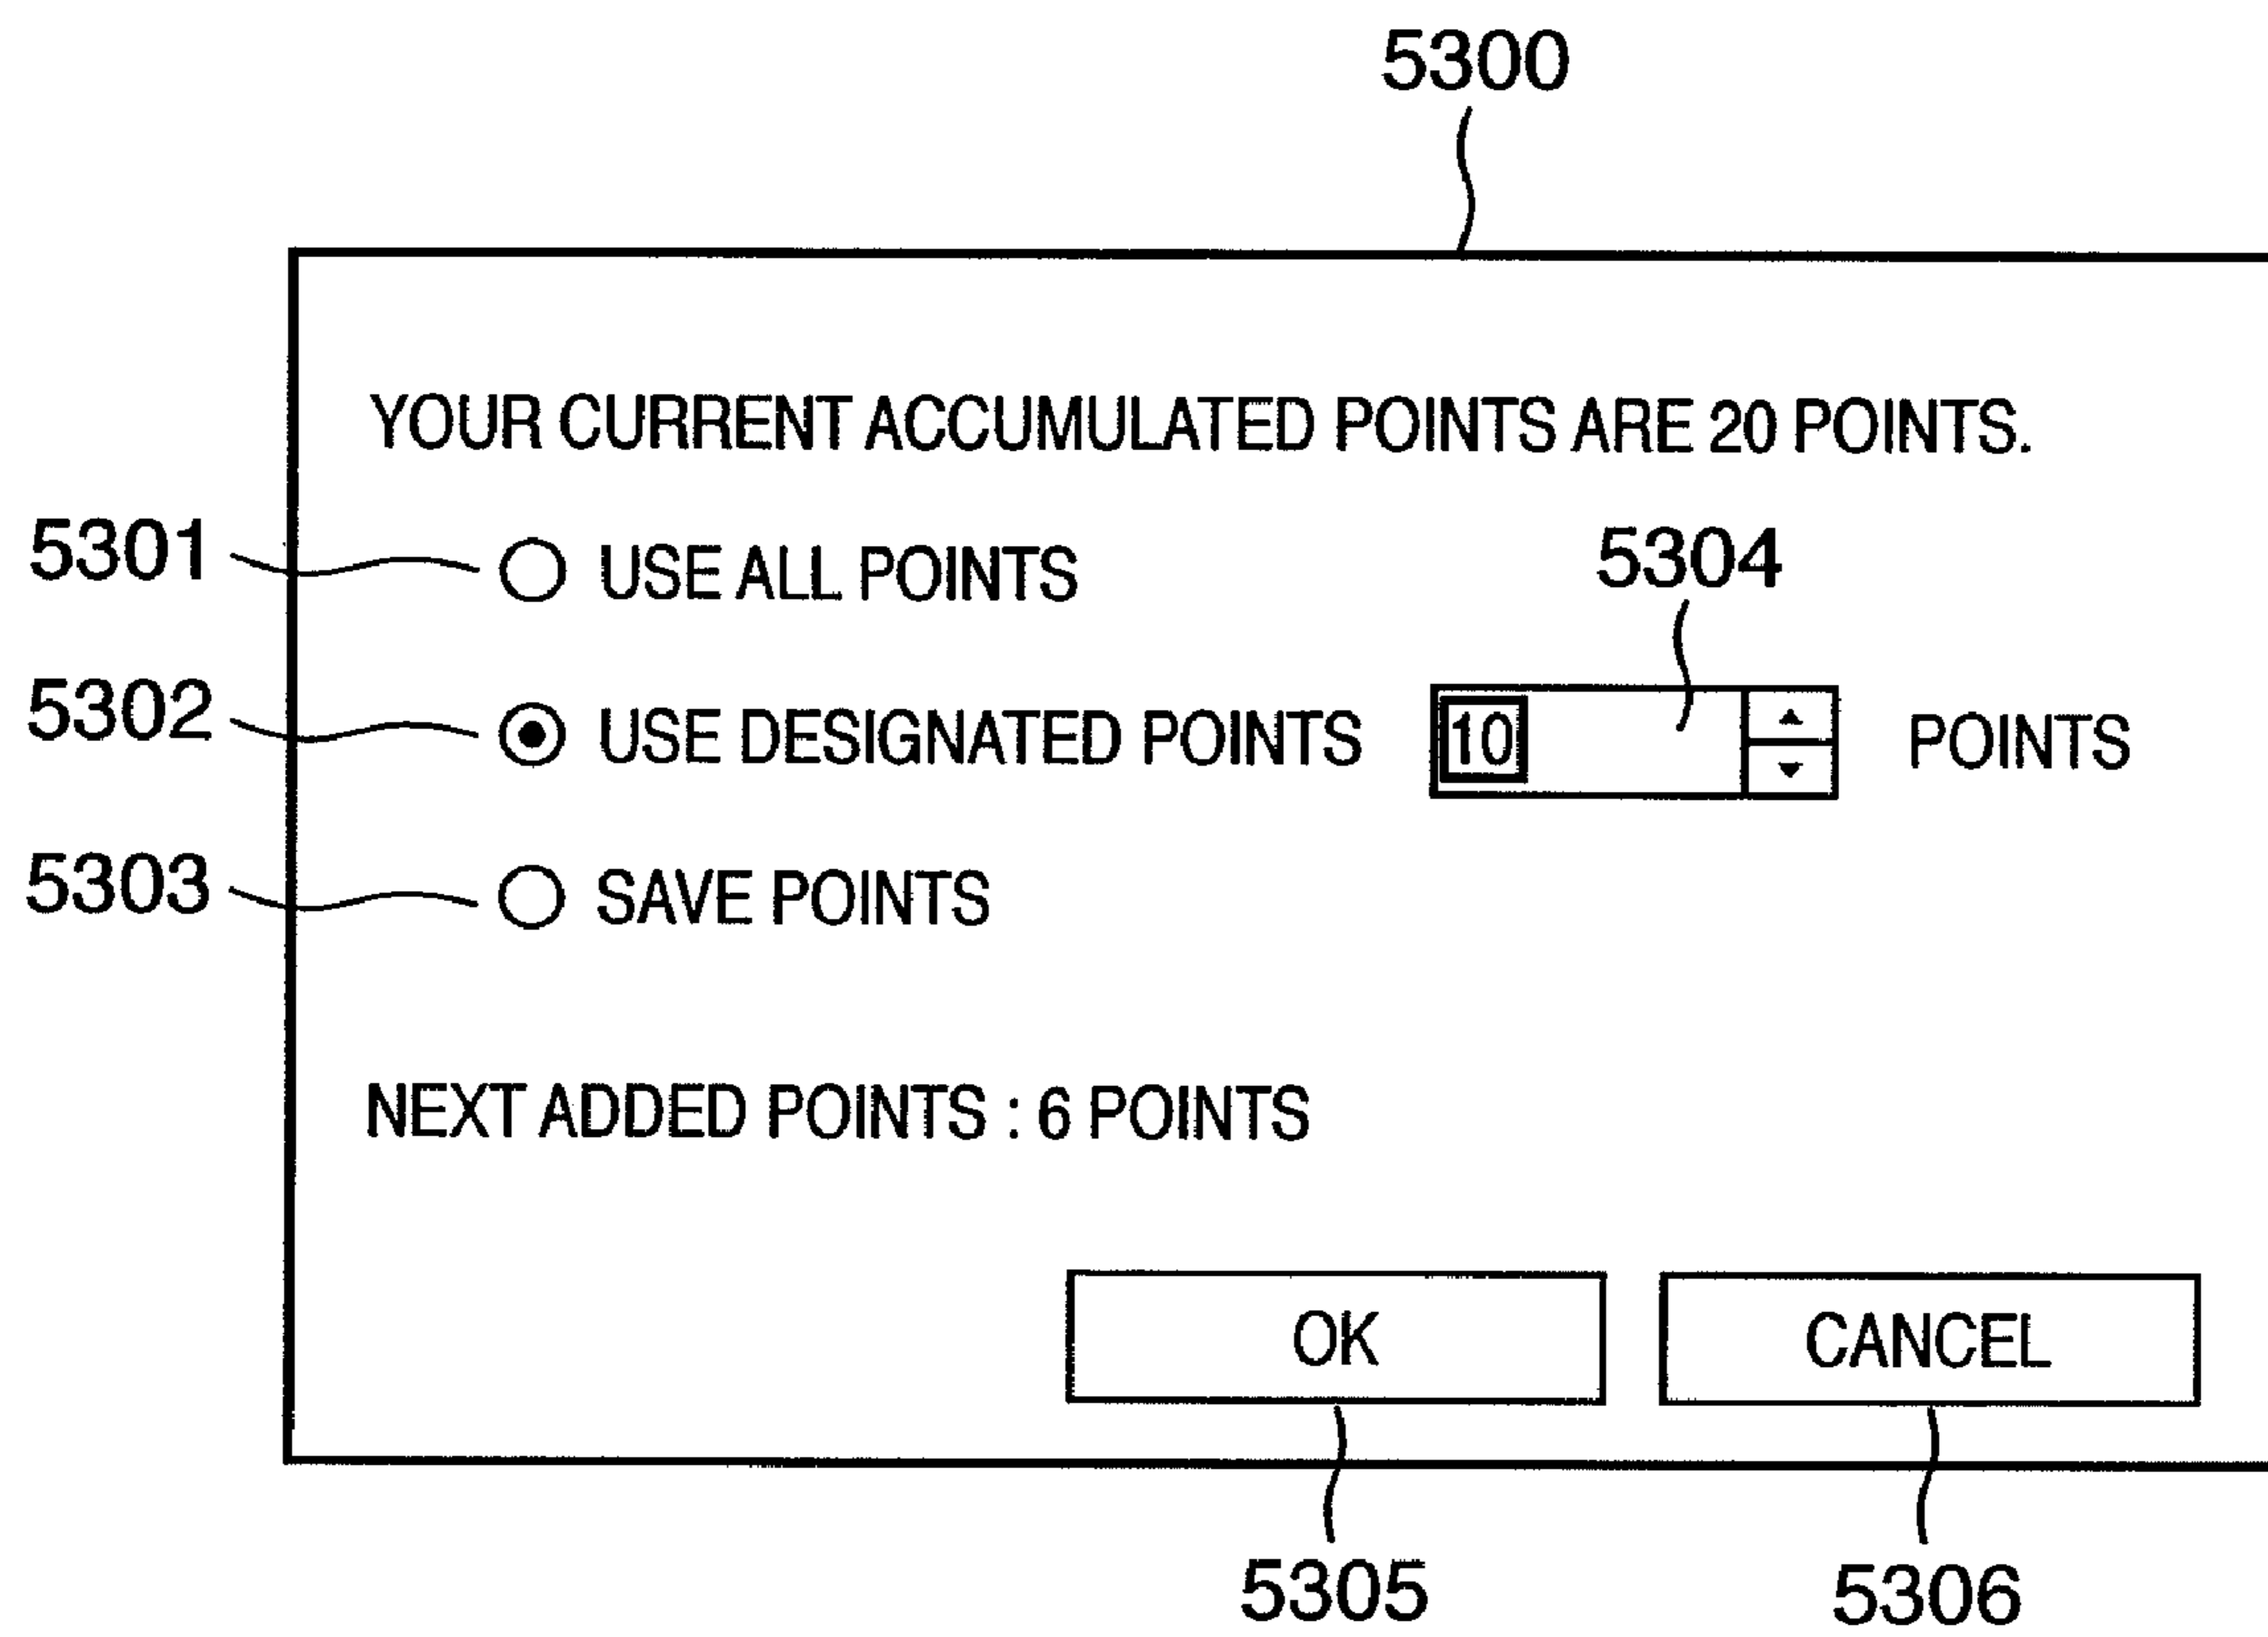 5300
YOUR CURRENT ACCUMULATED POINTS ARE 20 POINTS.
5301 USE ALL POINTS 5304
5302 USE DESIGNATED POINTS 10 POINTS
5303 SAVE POINTS
NEXT ADDED POINTS : 6 POINTS
OK CANCEL
5305 5306